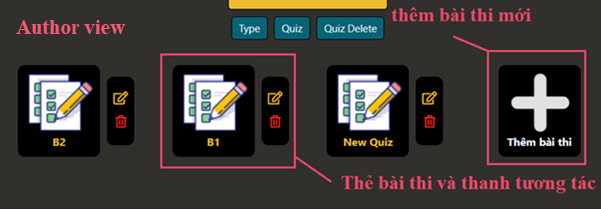 Author view
thêm bài thi mới
Type
Quiz
Quiz Delete
B2
B1
New Quiz
Thêm bài thi
Thẻ bài thi và thanh tương tác